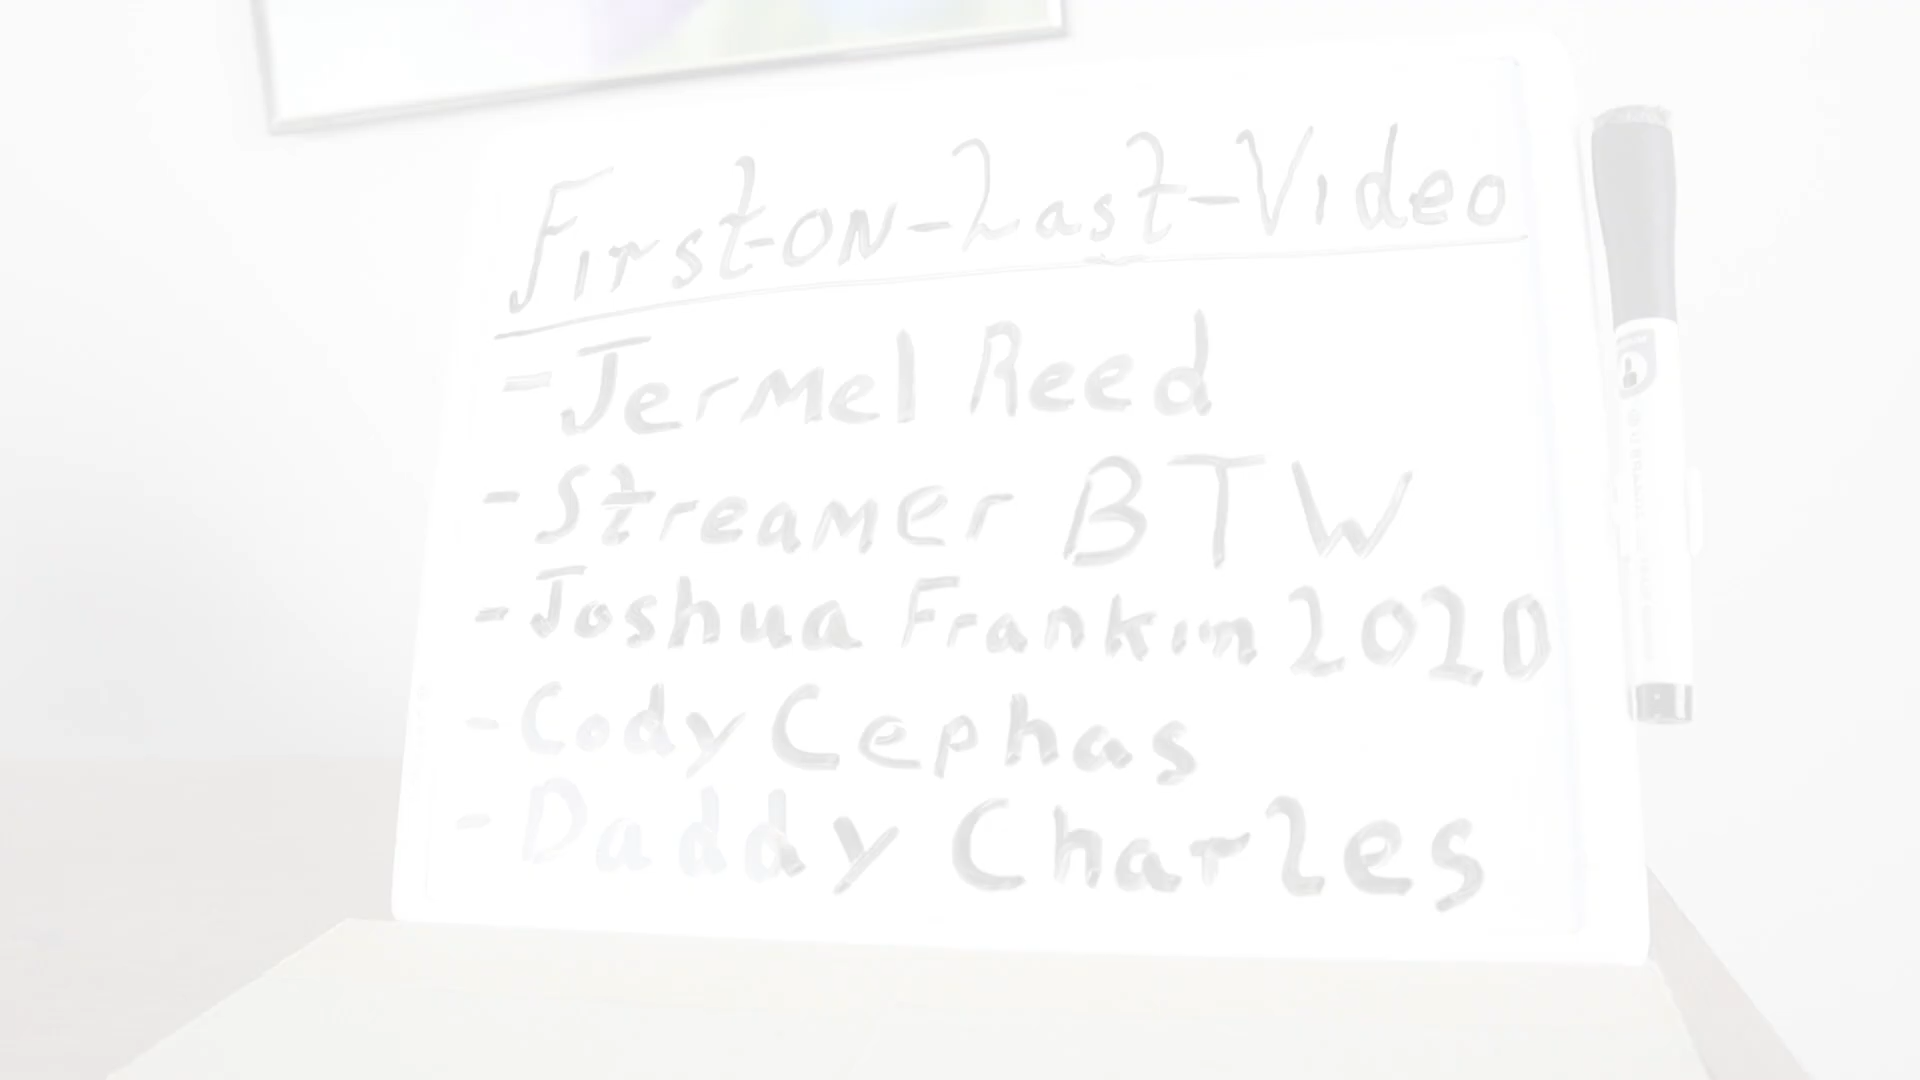 First-ON-Last-Video
- Jermel Reed
- Streamer BTW
- Joshua Frankin 2020
- Cody Cephas
- Daddy Charles